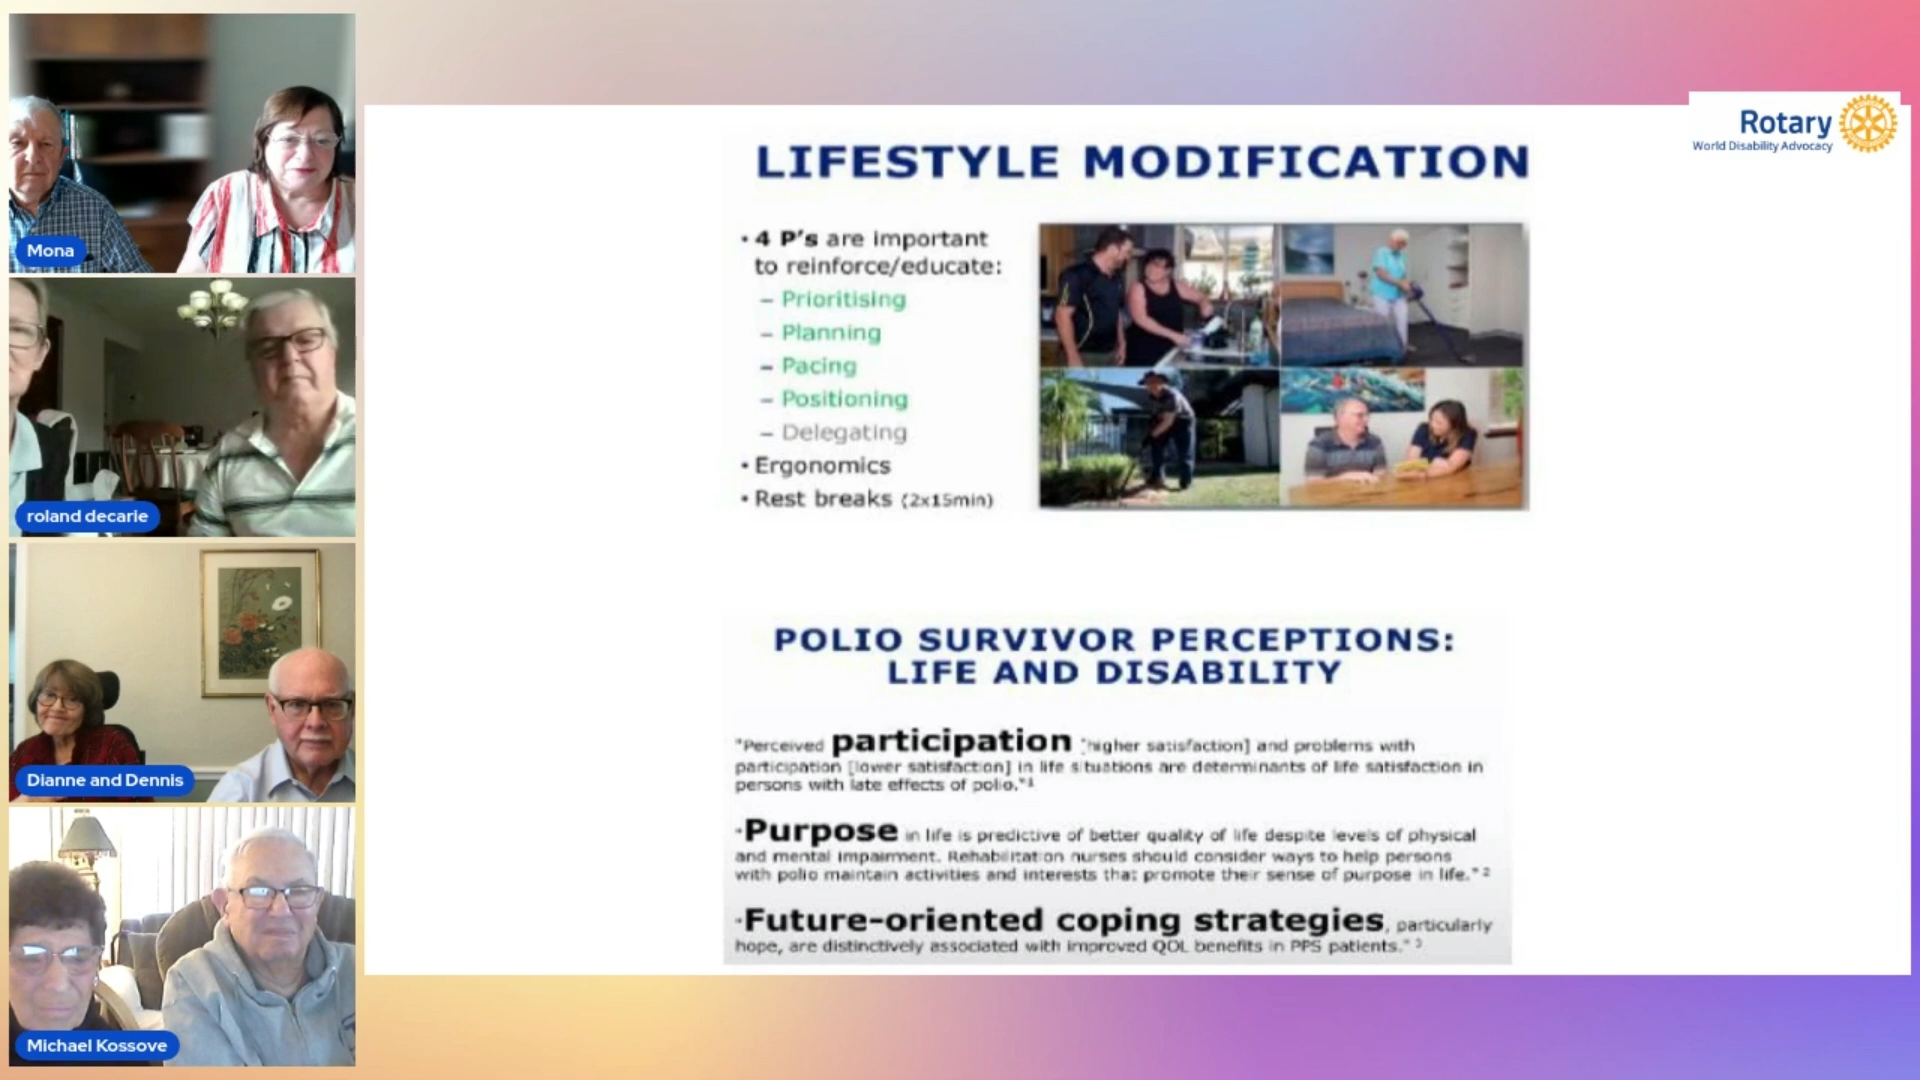 Mona
roland decarie
Dianne and Dennis
Michael Kossove
Rotary
World Disability Advocacy
LIFESTYLE MODIFICATION
• 4 P's are important
to reinforce/educate:
– Prioritising
– Planning
– Pacing
– Positioning
– Delegating
• Ergonomics
• Rest breaks (2x15min)
POLIO SURVIVOR PERCEPTIONS:
LIFE AND DISABILITY
"Perceived participation [higher satisfaction] and problems with
participation [lower satisfaction] in life situations are determinants of life satisfaction in
persons with late effects of polio."¹
·Purpose in life is predictive of better quality of life despite levels of physical
and mental impairment. Rehabilitation nurses should consider ways to help persons
with polio maintain activities and interests that promote their sense of purpose in life." ²
·Future-oriented coping strategies, particularly
hope, are distinctively associated with improved QOL benefits in PPS patients." ³